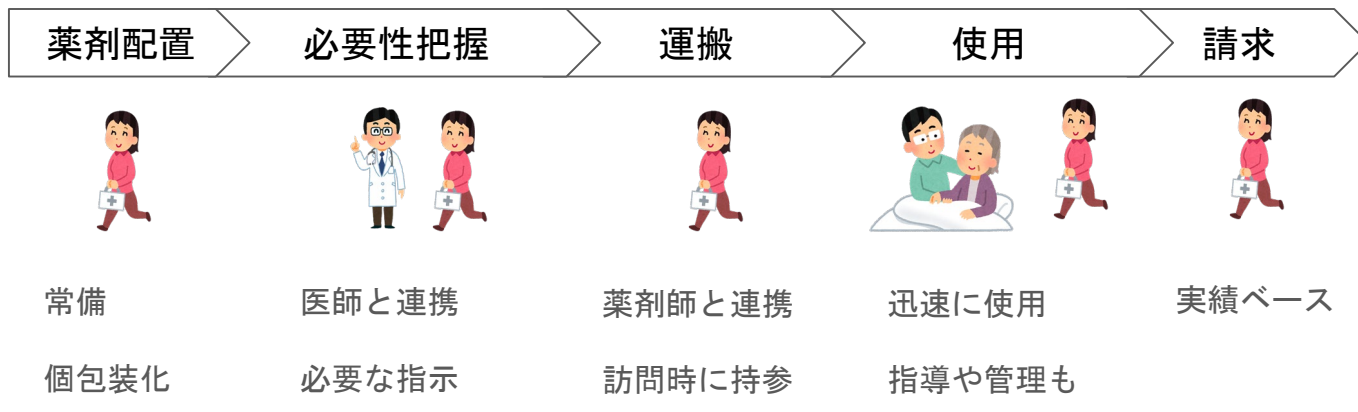 薬剤配置
必要性把握
運搬
使用
請求
常備
医師と連携
薬剤師と連携
迅速に使用
実績ベース
個包装化
必要な指示
訪問時に持参
指導や管理も